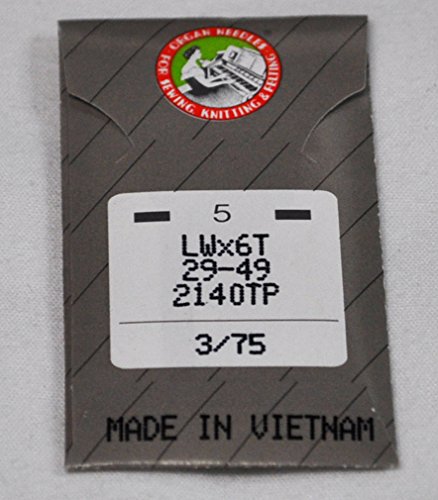 ORGAN NEEDLES
FOR SEWING, KNITTING & FELTING
5
LWx6T
29-49
2140TP
3/75
MADE IN VIETNAM